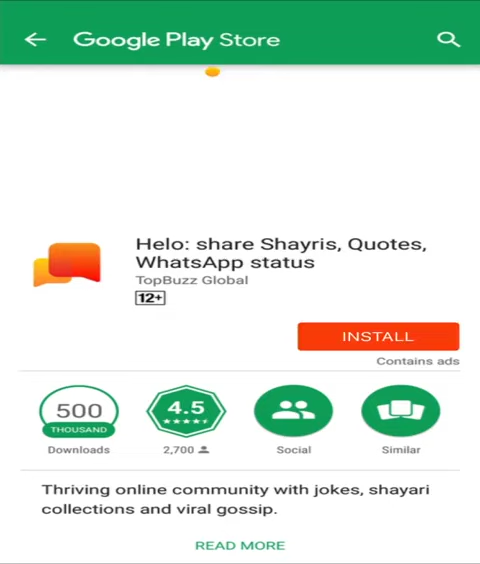 Google Play Store
Helo: share Shayris, Quotes,
WhatsApp status
TopBuzz Global
12+
INSTALL
Contains ads
500
THOUSAND
4.5
Downloads
2,700
Social
Similar
Thriving online community with jokes, shayari
collections and viral gossip.
READ MORE